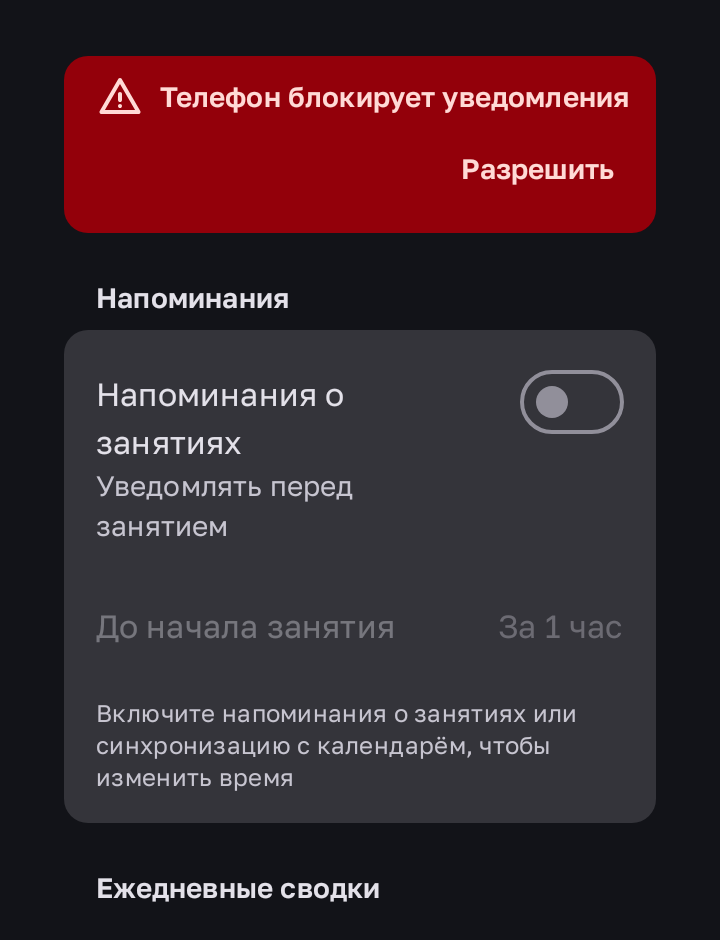 Телефон блокирует уведомления
Разрешить
Напоминания
Напоминания о
занятиях
Уведомлять перед
занятием
До начала занятия За 1 час
Включите напоминания о занятиях или
синхронизацию с календарём, чтобы
изменить время
Ежедневные сводки